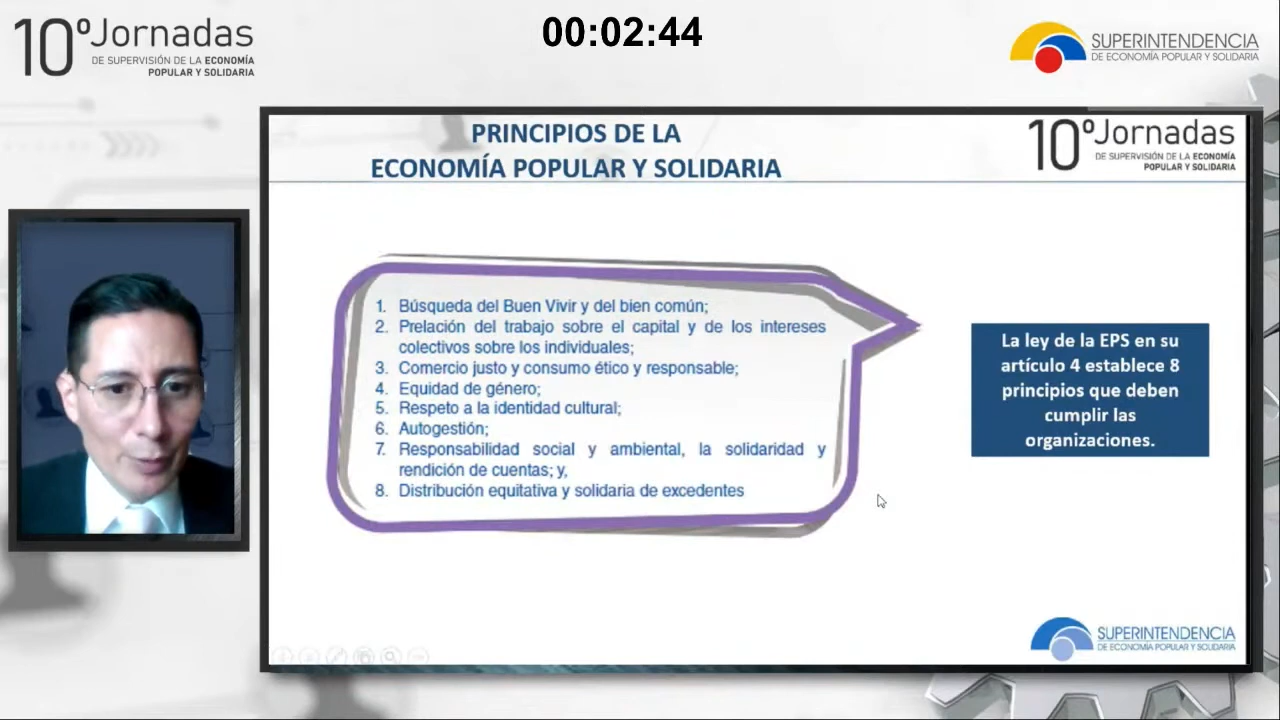 10º Jornadas
DE SUPERVISIÓN DE LA ECONOMÍA
POPULAR Y SOLIDARIA
00:02:44
SUPERINTENDENCIA
DE ECONOMÍA POPULAR Y SOLIDARIA
PRINCIPIOS DE LA
ECONOMÍA POPULAR Y SOLIDARIA
10º Jornadas
DE SUPERVISIÓN DE LA ECONOMÍA
POPULAR Y SOLIDARIA
1. Búsqueda del Buen Vivir y del bien común;
2. Prelación del trabajo sobre el capital y de los intereses
colectivos sobre los individuales;
3. Comercio justo y consumo ético y responsable;
4. Equidad de género;
5. Respeto a la identidad cultural;
6. Autogestión;
7. Responsabilidad social y ambiental, la solidaridad y
rendición de cuentas; y,
8. Distribución equitativa y solidaria de excedentes
La ley de la EPS en su
artículo 4 establece 8
principios que deben
cumplir las
organizaciones.
SUPERINTENDENCIA
DE ECONOMÍA POPULAR Y SOLIDARIA